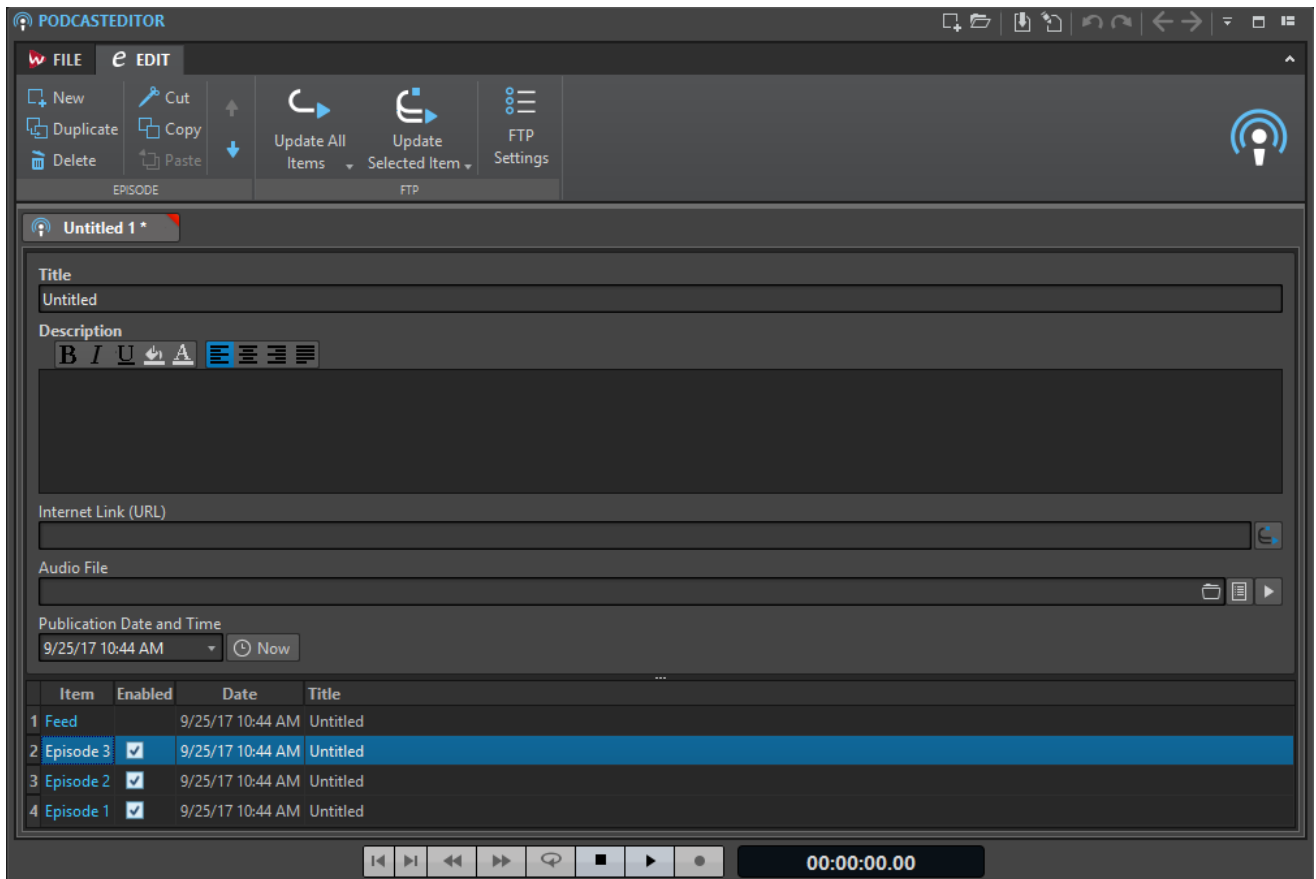 PODCASTEDITOR
FILE EDIT
New Cut
Duplicate Copy
Delete Paste
Update All Items
Update Selected Item
FTP Settings
EPISODE FTP
Untitled 1 *
Title
Untitled
Description
B I U A
Internet Link (URL)
Audio File
Publication Date and Time
9/25/17 10:44 AM Now
Item Enabled Date Title
1 Feed 9/25/17 10:44 AM Untitled
2 Episode 3 9/25/17 10:44 AM Untitled
3 Episode 2 9/25/17 10:44 AM Untitled
4 Episode 1 9/25/17 10:44 AM Untitled
00:00:00.00